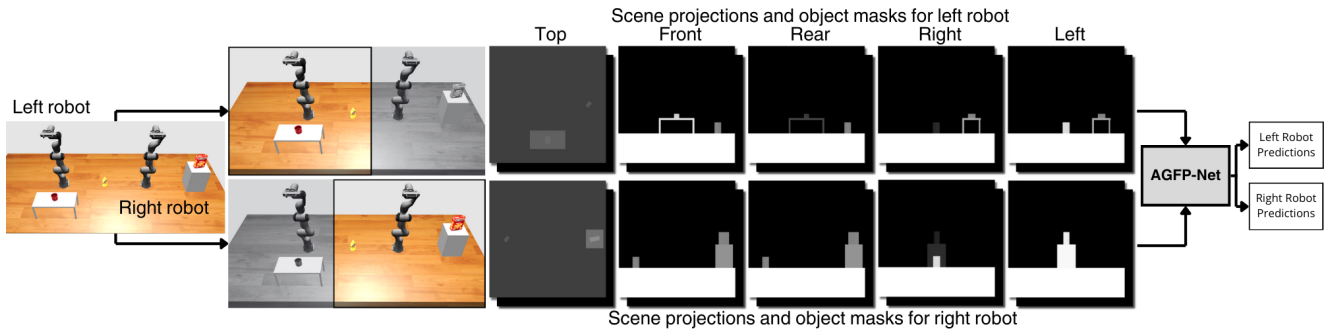 Scene projections and object masks for left robot
Top Front Rear Right Left
Left robot
Right robot
AGFP-Net
Left Robot
Predictions
Right Robot
Predictions
Scene projections and object masks for right robot